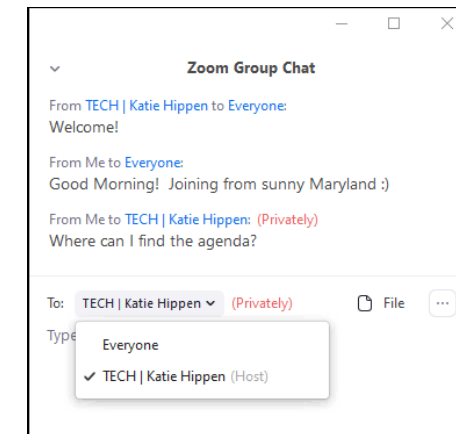 Zoom Group Chat
From TECH | Katie Hippen to Everyone:
Welcome!
From Me to Everyone:
Good Morning!  Joining from sunny Maryland :)
From Me to TECH | Katie Hippen: (Privately)
Where can I find the agenda?
To: TECH | Katie Hippen (Privately) File ...
Type
Everyone
✓ TECH | Katie Hippen (Host)